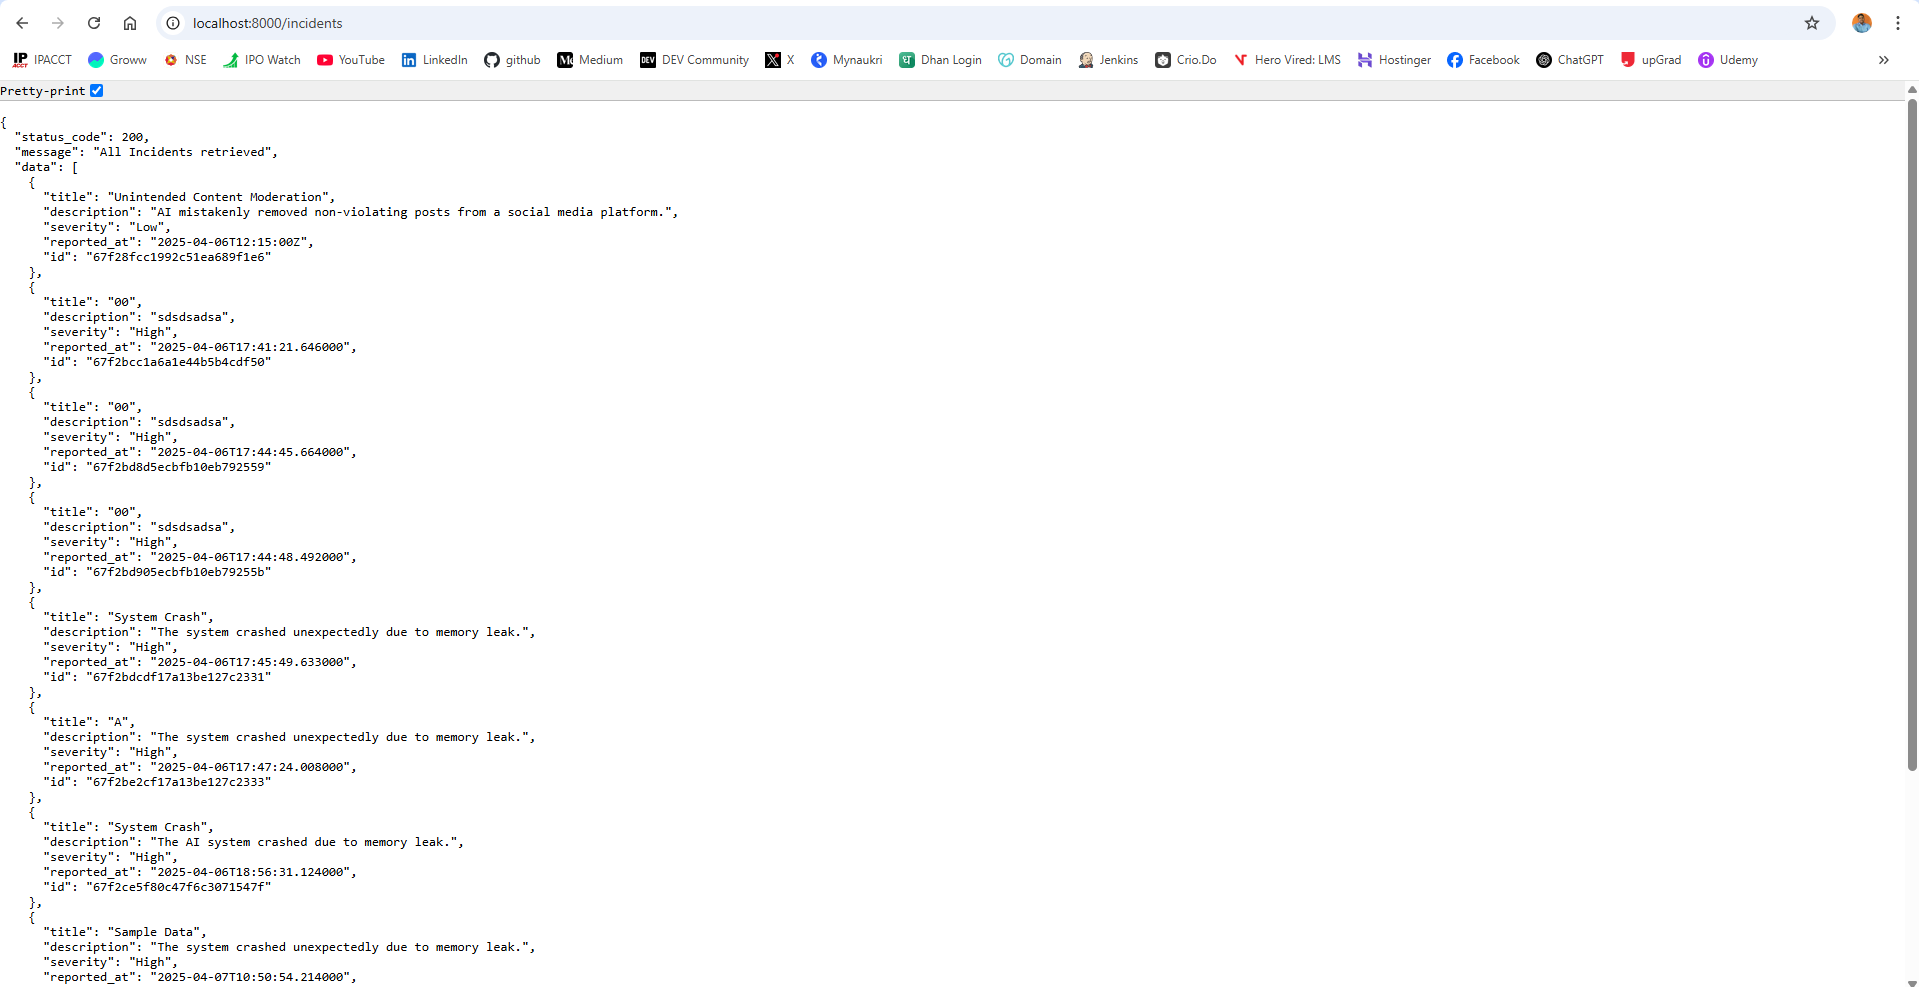 localhost:8000/incidents
IPACCT Groww NSE IPO Watch YouTube LinkedIn github Medium DEV Community X Mynaukri Dhan Login Domain Jenkins Crio.Do Hero Vired: LMS Hostinger Facebook ChatGPT upGrad Udemy »
Pretty-print
{
  "status_code": 200,
  "message": "All Incidents retrieved",
  "data": [
    {
      "title": "Unintended Content Moderation",
      "description": "AI mistakenly removed non-violating posts from a social media platform.",
      "severity": "Low",
      "reported_at": "2025-04-06T12:15:00Z",
      "id": "67f28fcc1992c51ea689f1e6"
    },
    {
      "title": "00",
      "description": "sdsdsadsa",
      "severity": "High",
      "reported_at": "2025-04-06T17:41:21.646000",
      "id": "67f2bcc1a6a1e44b5b4cdf50"
    },
    {
      "title": "00",
      "description": "sdsdsadsa",
      "severity": "High",
      "reported_at": "2025-04-06T17:44:45.664000",
      "id": "67f2bd8d5ecbfb10eb792559"
    },
    {
      "title": "00",
      "description": "sdsdsadsa",
      "severity": "High",
      "reported_at": "2025-04-06T17:44:48.492000",
      "id": "67f2bd905ecbfb10eb79255b"
    },
    {
      "title": "System Crash",
      "description": "The system crashed unexpectedly due to memory leak.",
      "severity": "High",
      "reported_at": "2025-04-06T17:45:49.633000",
      "id": "67f2bdcdf17a13be127c2331"
    },
    {
      "title": "A",
      "description": "The system crashed unexpectedly due to memory leak.",
      "severity": "High",
      "reported_at": "2025-04-06T17:47:24.008000",
      "id": "67f2be2cf17a13be127c2333"
    },
    {
      "title": "System Crash",
      "description": "The AI system crashed due to memory leak.",
      "severity": "High",
      "reported_at": "2025-04-06T18:56:31.124000",
      "id": "67f2ce5f80c47f6c3071547f"
    },
    {
      "title": "Sample Data",
      "description": "The system crashed unexpectedly due to memory leak.",
      "severity": "High",
      "reported_at": "2025-04-07T10:50:54.214000",